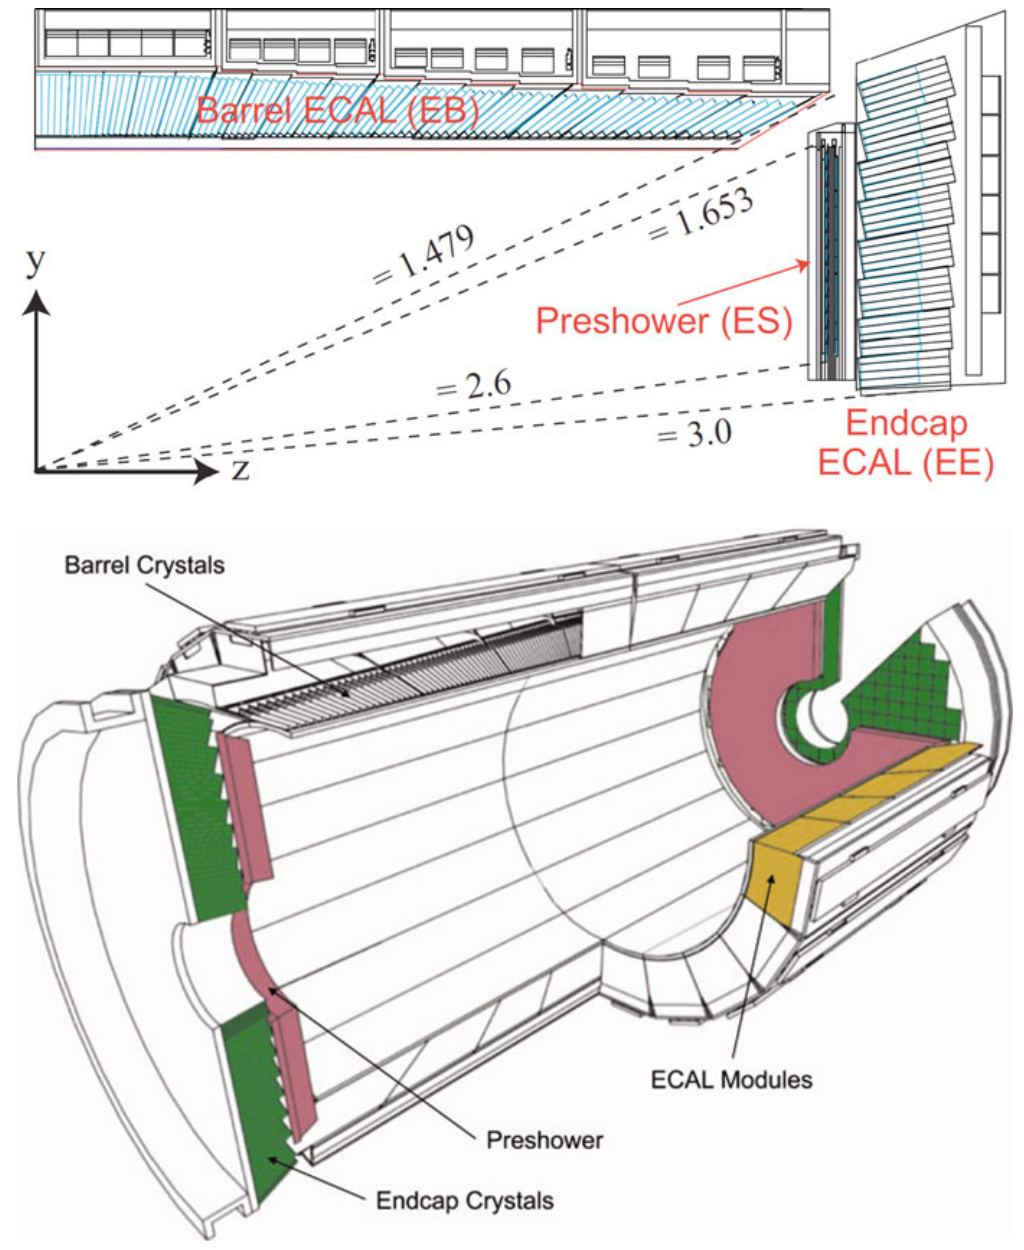 Barrel ECAL (EB)
= 1.479
= 1.653
y
Preshower (ES)
= 2.6
= 3.0
z
Endcap
ECAL (EE)
Barrel Crystals
ECAL Modules
Preshower
Endcap Crystals